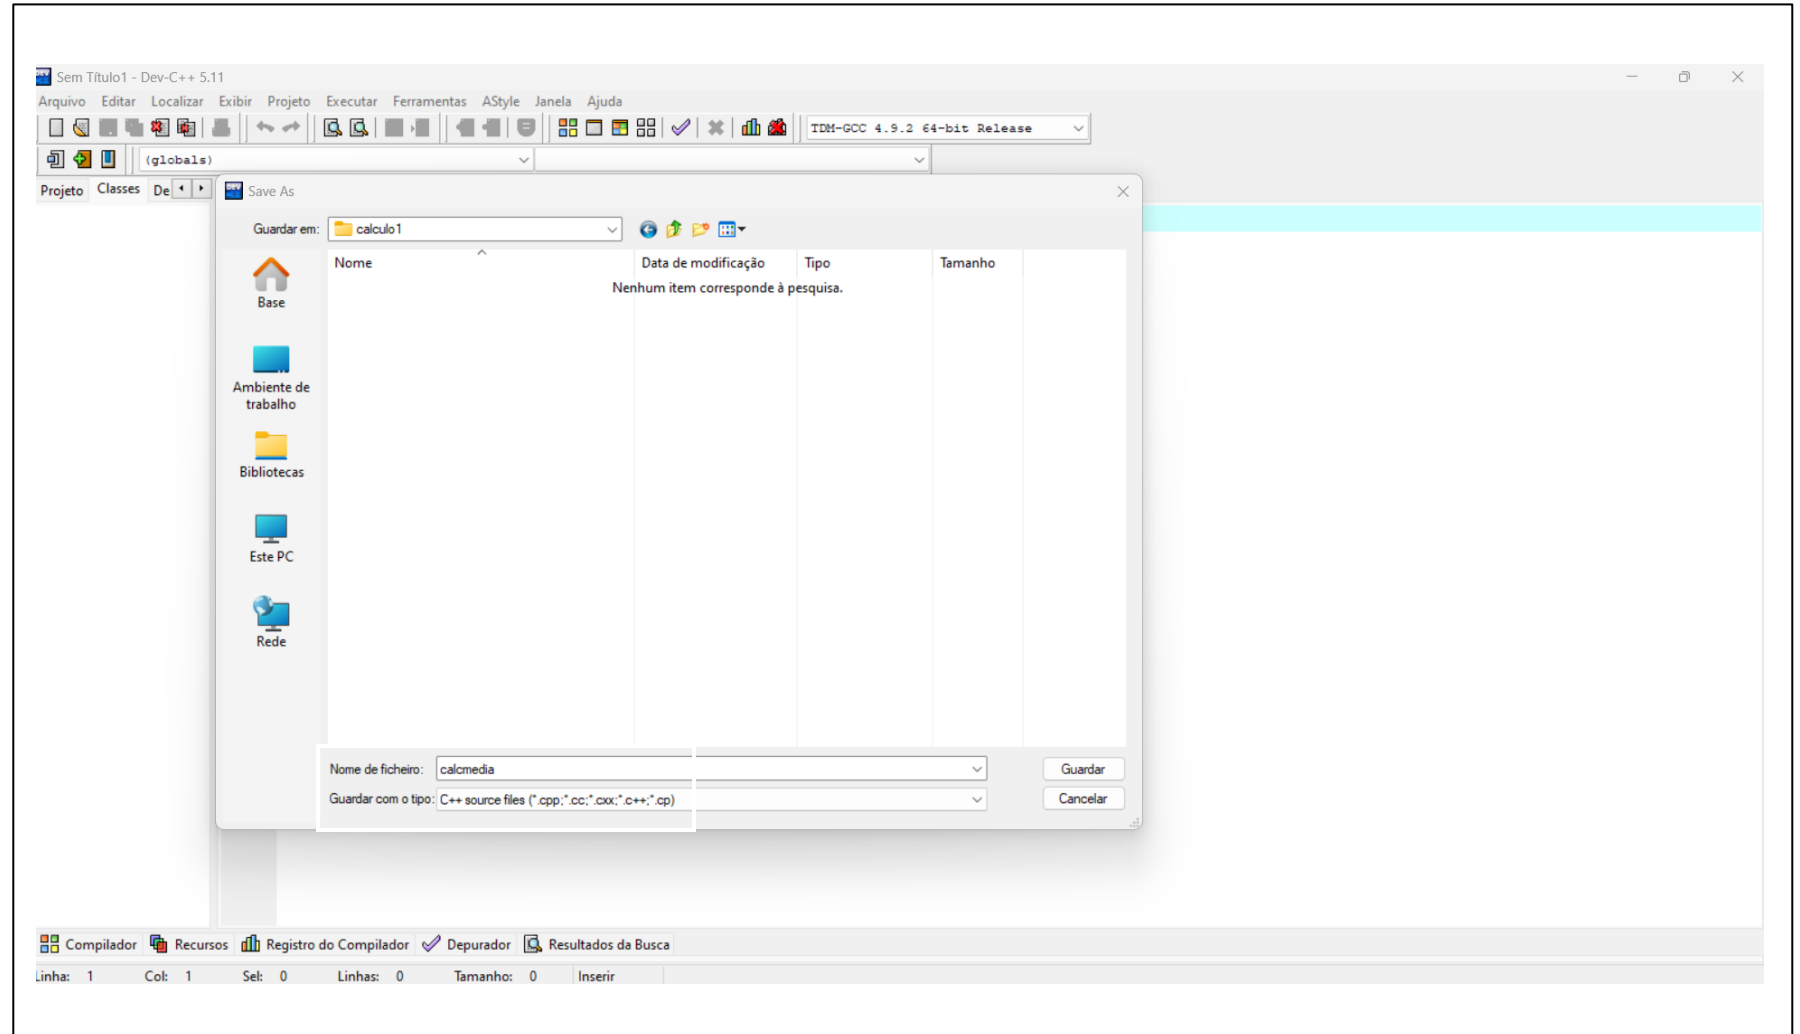 Sem Título1 - Dev-C++ 5.11
Arquivo Editar Localizar Exibir Projeto Executar Ferramentas AStyle Janela Ajuda
TDM-GCC 4.9.2 64-bit Release
(globals)
Projeto Classes De
Save As
Guardar em: calculo1
Nome Data de modificação Tipo Tamanho
Nenhum item corresponde à pesquisa.
Base
Ambiente de
trabalho
Bibliotecas
Este PC
Rede
Nome de ficheiro: calcmedia Guardar
Guardar com o tipo: C++ source files (*.cpp;*.cc;*.cxx;*.c++;*.cp) Cancelar
Compilador Recursos Registro do Compilador Depurador Resultados da Busca
Linha: 1 Col: 1 Sel: 0 Linhas: 0 Tamanho: 0 Inserir